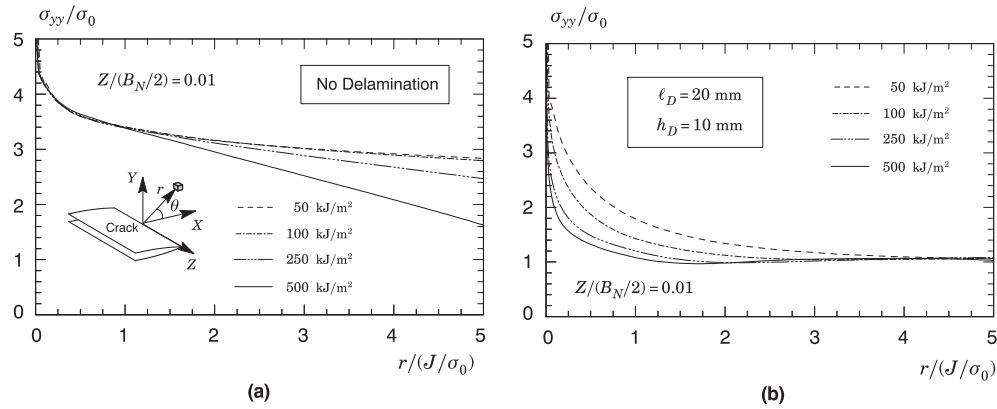 σyy/σ0
5
4
3
2
1
0
Z/(BN/2) = 0.01
No Delamination
Y
r
θ
X
Crack
Z
50 kJ/m²
100 kJ/m²
250 kJ/m²
500 kJ/m²
0 1 2 3 4 5
r/(J/σ0)
(a)
σyy/σ0
5
4
3
2
1
0
ℓD = 20 mm
hD = 10 mm
50 kJ/m²
100 kJ/m²
250 kJ/m²
500 kJ/m²
Z/(BN/2) = 0.01
0 1 2 3 4 5
r/(J/σ0)
(b)